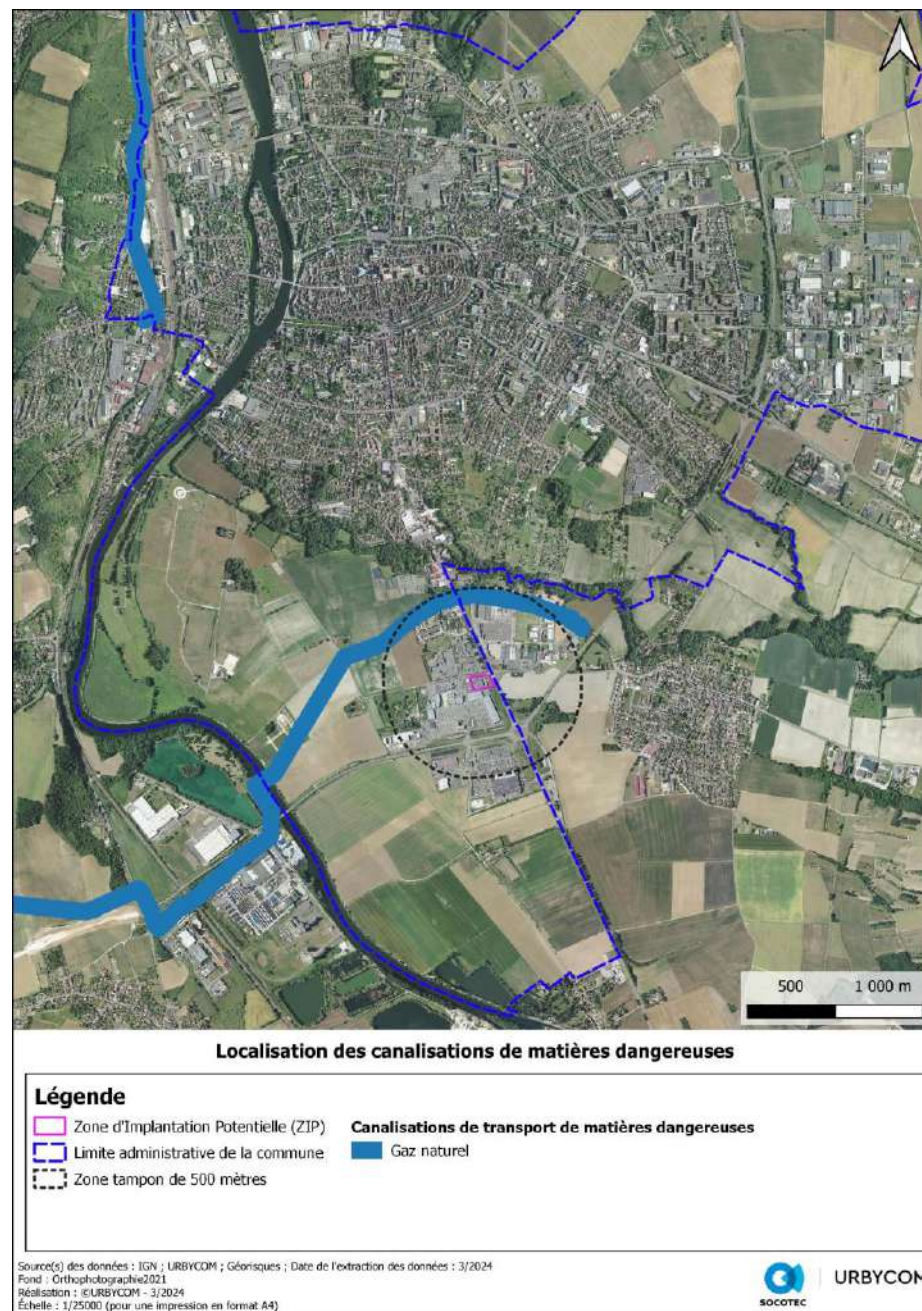 500 1 000 m
Localisation des canalisations de matières dangereuses
Légende
Zone d'Implantation Potentielle (ZIP)
Limite administrative de la commune
Zone tampon de 500 mètres
Canalisations de transport de matières dangereuses
Gaz naturel
Source(s) des données : IGN ; URBYCOM ; Géorisques ; Date de l'extraction des données : 3/2024
Fond : Orthophotographie2021
Réalisation : ©URBYCOM - 3/2024
Échelle : 1/25000 (pour une impression en format A4)
SOCOTEC
URBYCOM